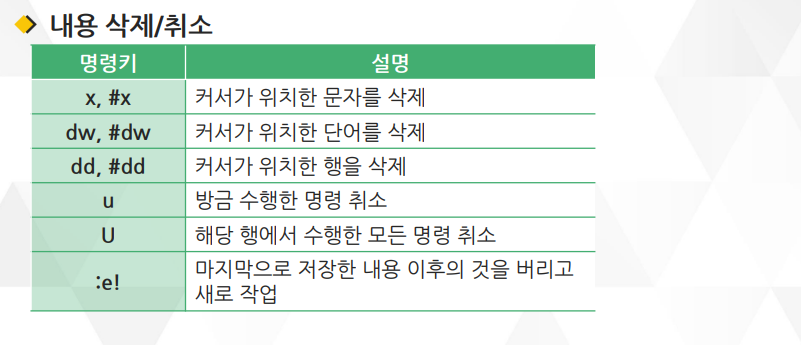 내용 삭제/취소
명령키 설명
x, #x 커서가 위치한 문자를 삭제
dw, #dw 커서가 위치한 단어를 삭제
dd, #dd 커서가 위치한 행을 삭제
u 방금 수행한 명령 취소
U 해당 행에서 수행한 모든 명령 취소
:e! 마지막으로 저장한 내용 이후의 것을 버리고
새로 작업